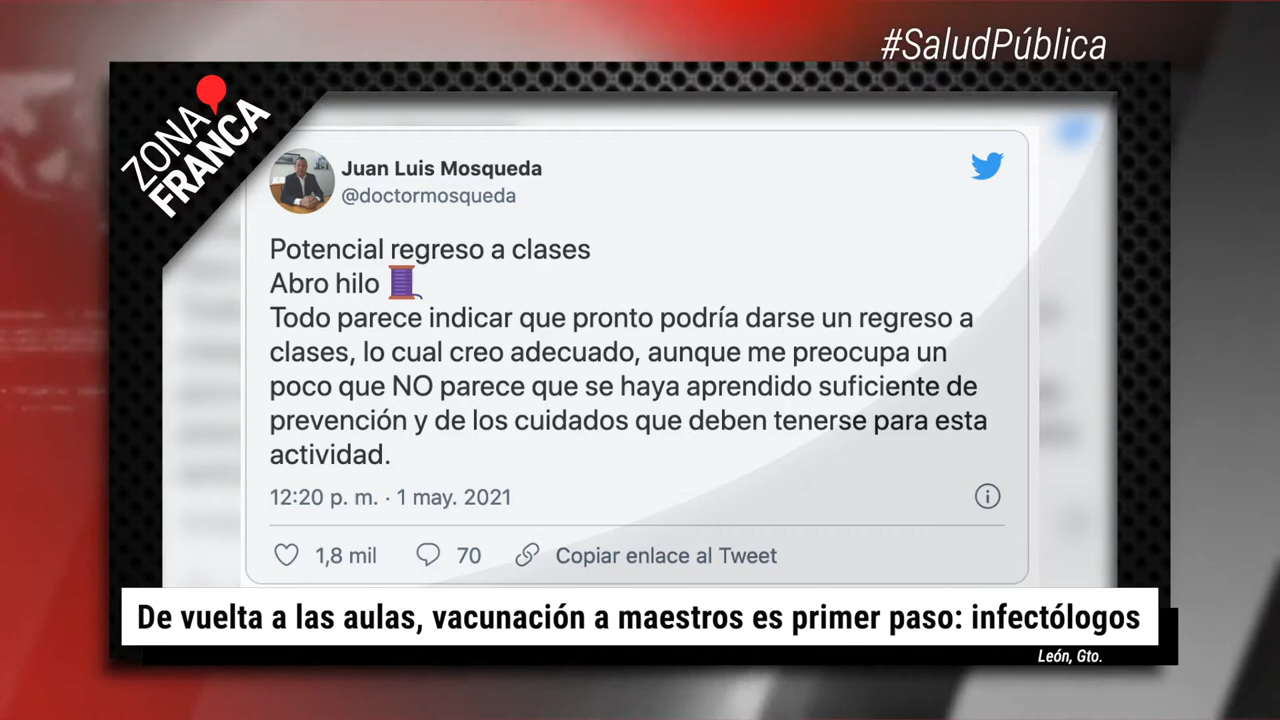 #SaludPública
ZONA
FRANCA
Juan Luis Mosqueda
@doctormosqueda
Potencial regreso a clases
Abro hilo 🧵
Todo parece indicar que pronto podría darse un regreso a
clases, lo cual creo adecuado, aunque me preocupa un
poco que NO parece que se haya aprendido suficiente de
prevención y de los cuidados que deben tenerse para esta
actividad.
12:20 p. m. · 1 may. 2021
1,8 mil 70 Copiar enlace al Tweet
De vuelta a las aulas, vacunación a maestros es primer paso: infectólogos
León, Gto.